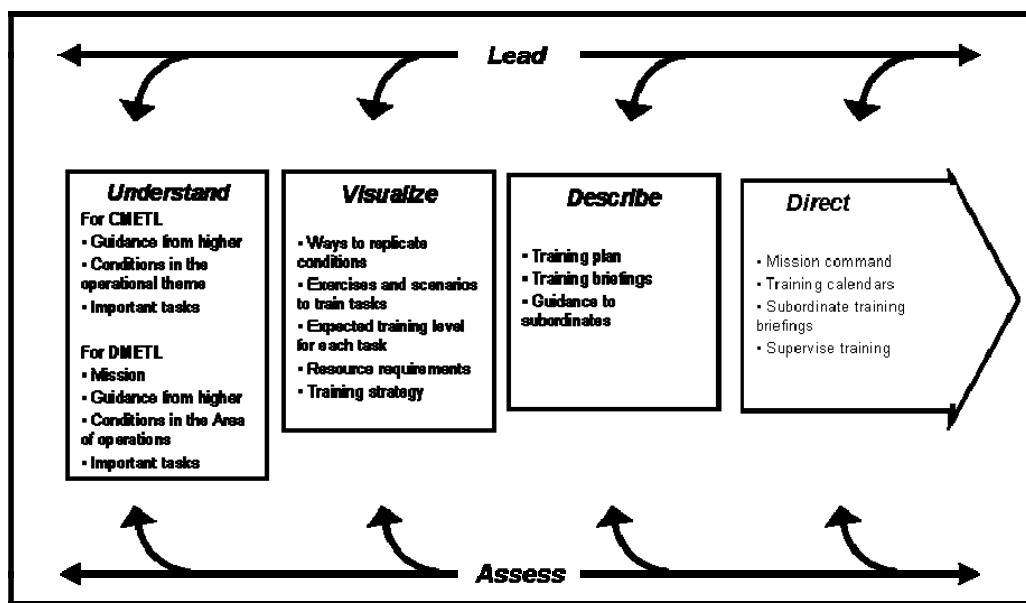 Lead
Understand
For CMETL
▪ Guidance from higher
▪ Conditions in the
operational theme
▪ Important tasks
For DMETL
▪ Mission
▪ Guidance from higher
▪ Conditions in the Area
of operations
▪ Important tasks
Visualize
▪ Ways to replicate
conditions
▪ Exercises and scenarios
to train tasks
▪ Expected training level
for each task
▪ Resource requirements
▪ Training strategy
Describe
▪ Training plan
▪ Training briefings
▪ Guidance to
subordinates
Direct
▪ Mission command
▪ Training calendars
▪ Subordinate training
briefings
▪ Supervise training
Assess